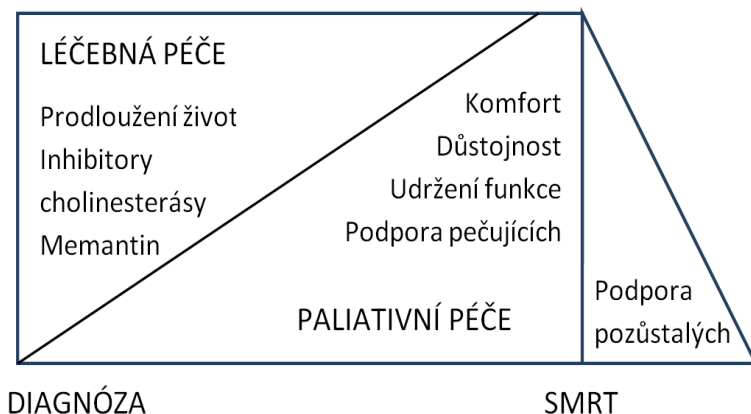 LÉČEBNÁ PÉČE
Prodloužení život
Inhibitory
cholinesterásy
Memantin
Komfort
Důstojnost
Udržení funkce
Podpora pečujících
PALIATIVNÍ PÉČE
Podpora
pozůstalých
DIAGNÓZA
SMRT